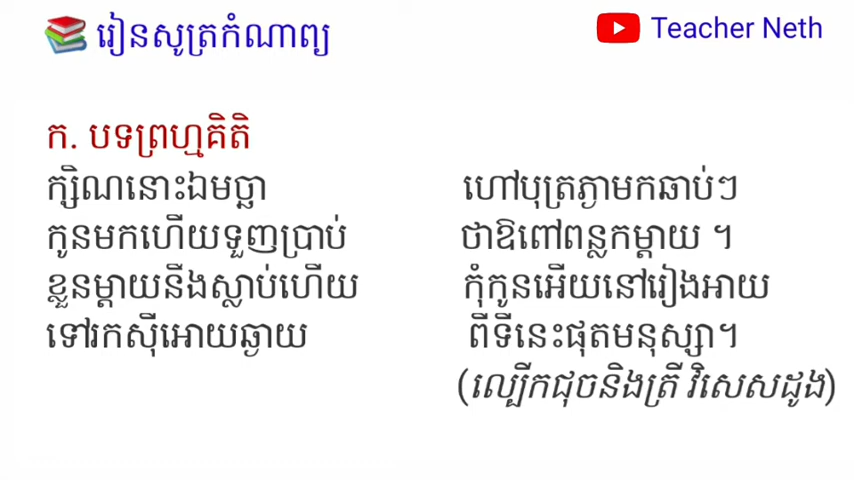 រៀនសូត្រកំណាព្យ
Teacher Neth
ក. បទព្រហ្មគិតិ
ក្សិណនោះឯមច្ឆា ហៅបុត្រភ្ងាមកឆាប់ៗ
កូនមកហើយទួញប្រាប់ ថាឱពៅពន្លកម្តាយ ។
ខ្លួនម្តាយនឹងស្លាប់ហើយ កុំកូនអើយនៅរៀងអាយ
ទៅរកស៊ីអោយឆ្ងាយ ពីទីនេះផុតមនុស្សា។
(ល្បើកជុចនិងត្រី វិសេសដូង)